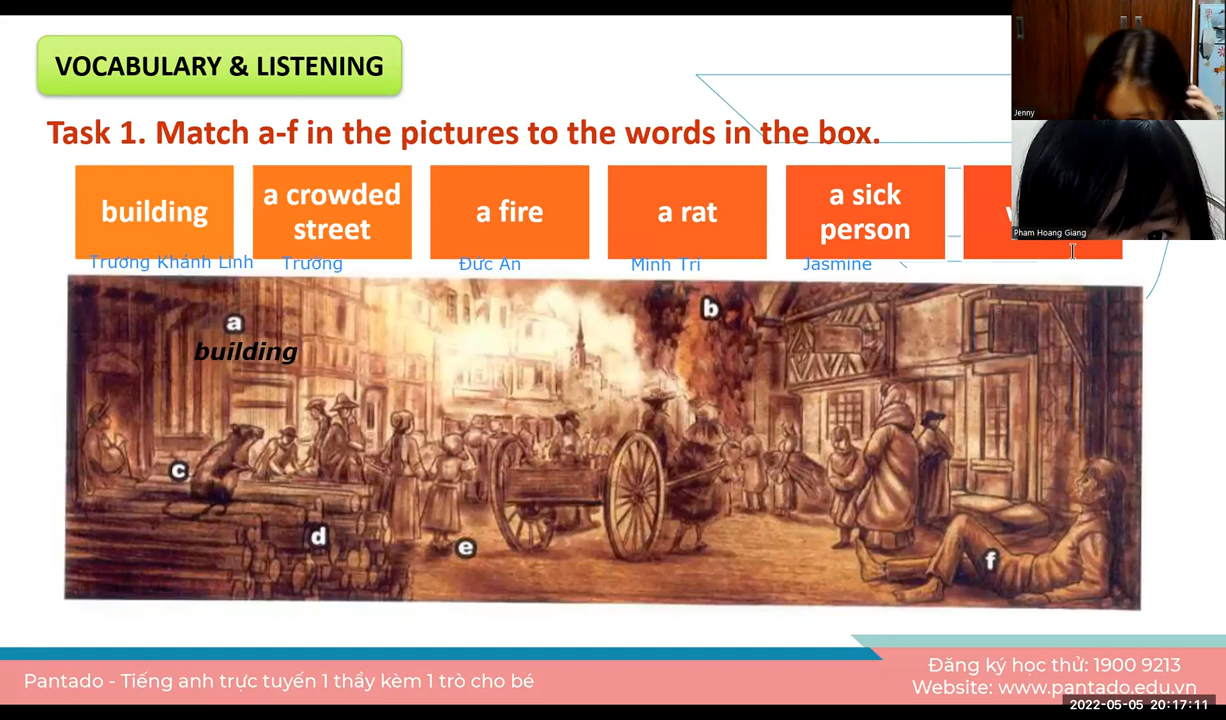 VOCABULARY & LISTENING
Jenny
Task 1. Match a-f in the pictures to the words in the box.
building
a crowded
street
a fire
a rat
a sick
person
Pham Hoang Giang
Trương Khánh Linh
Trường
Đức An
Minh Trí
Jasmine
a
building
b
c
d
e
f
Pantado - Tiếng anh trực tuyến 1 thầy kèm 1 trò cho bé
Đăng ký học thử: 1900 9213
Website: www.pantado.edu.vn
2022-05-05 20:17:11